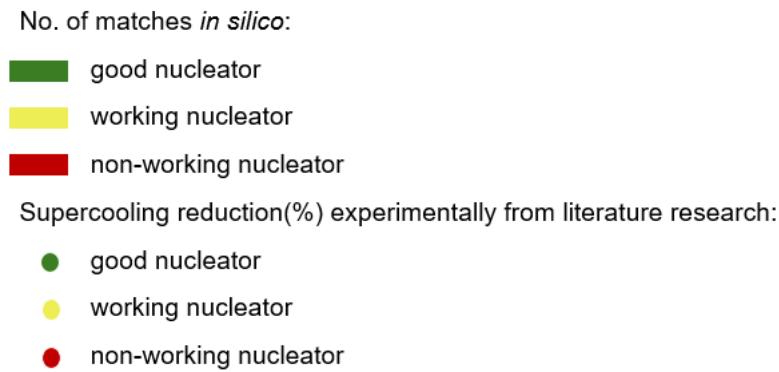 No. of matches in silico:
good nucleator
working nucleator
non-working nucleator
Supercooling reduction(%) experimentally from literature research:
good nucleator
working nucleator
non-working nucleator